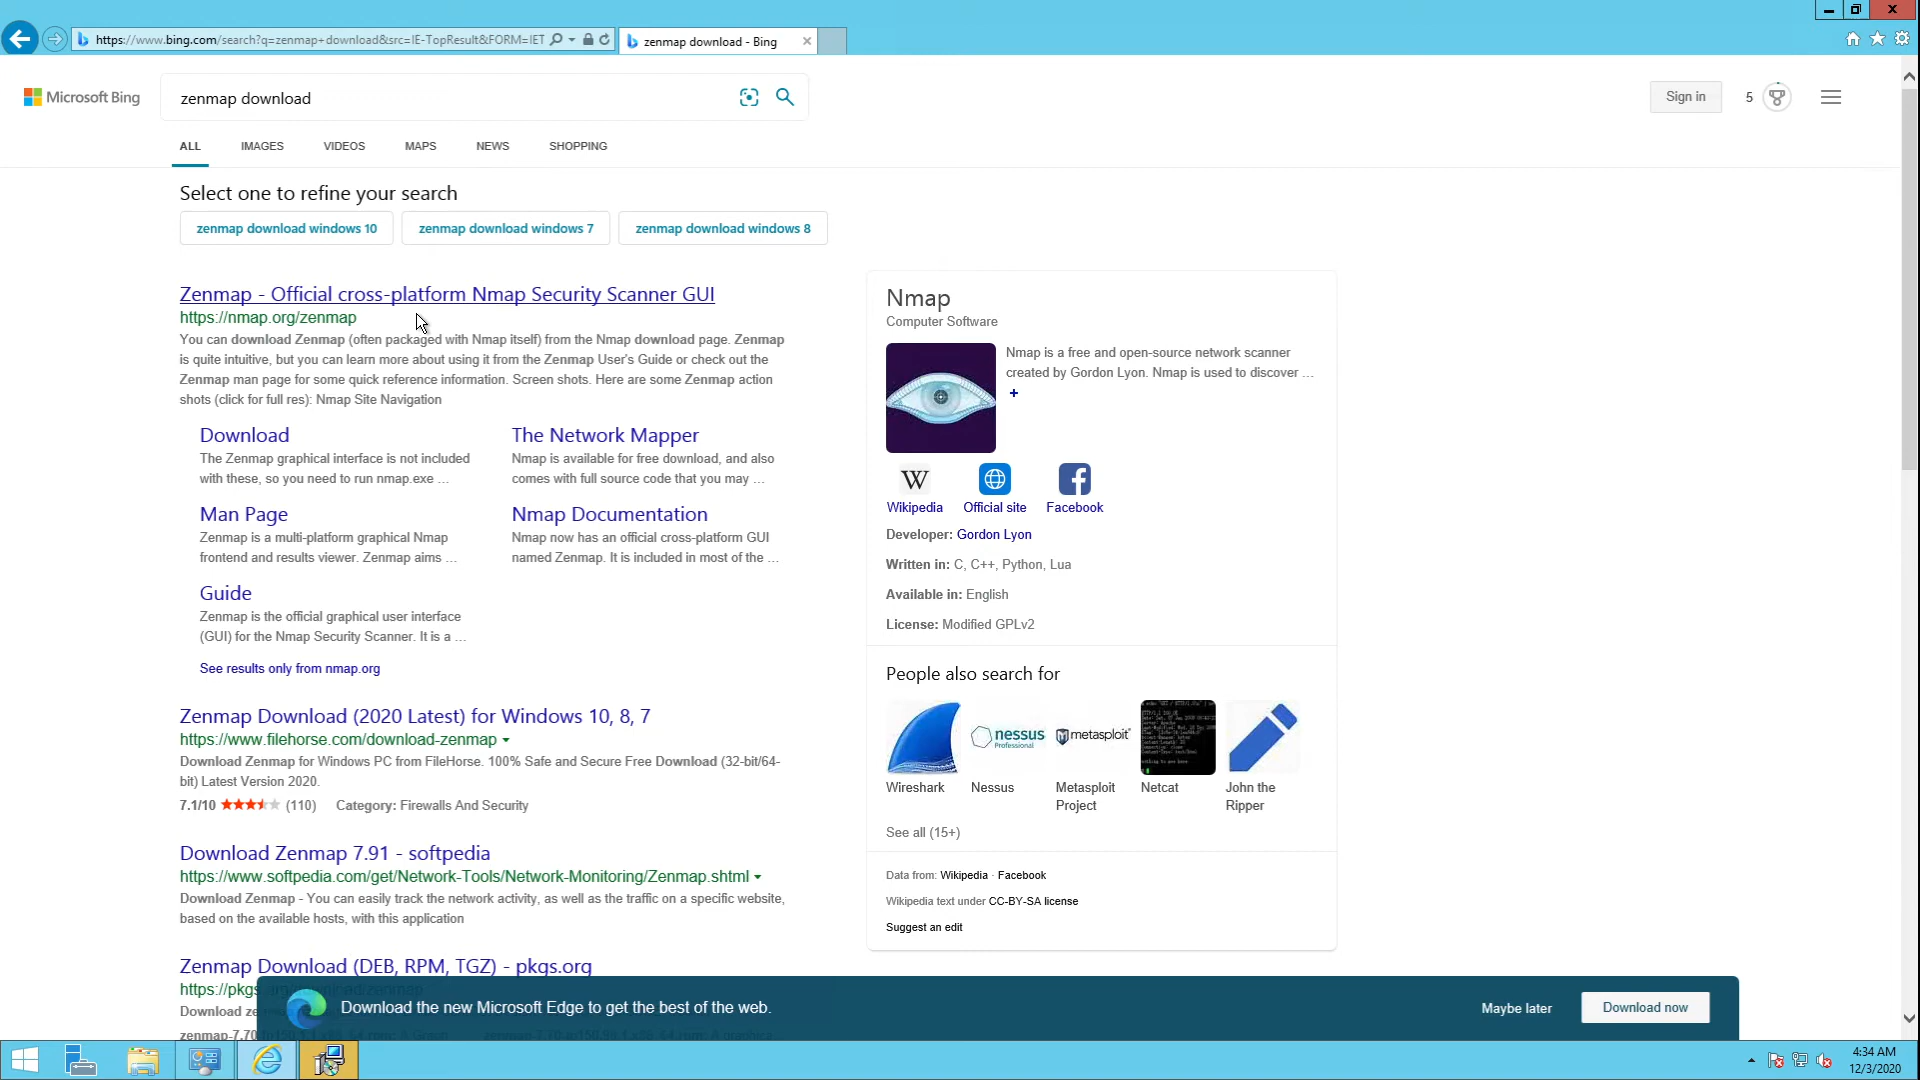 https://www.bing.com/search?q=zenmap+download&src=IE-TopResult&FORM=IET
zenmap download - Bing
Microsoft Bing
zenmap download
Sign in
5
ALL
IMAGES
VIDEOS
MAPS
NEWS
SHOPPING
Select one to refine your search
zenmap download windows 10
zenmap download windows 7
zenmap download windows 8
Zenmap - Official cross-platform Nmap Security Scanner GUI
https://nmap.org/zenmap
You can download Zenmap (often packaged with Nmap itself) from the Nmap download page. Zenmap
is quite intuitive, but you can learn more about using it from the Zenmap User's Guide or check out the
Zenmap man page for some quick reference information. Screen shots. Here are some Zenmap action
shots (click for full res): Nmap Site Navigation
Download
The Zenmap graphical interface is not included
with these, so you need to run nmap.exe ...
The Network Mapper
Nmap is available for free download, and also
comes with full source code that you may ...
Man Page
Zenmap is a multi-platform graphical Nmap
frontend and results viewer. Zenmap aims ...
Nmap Documentation
Nmap now has an official cross-platform GUI
named Zenmap. It is included in most of the ...
Guide
Zenmap is the official graphical user interface
(GUI) for the Nmap Security Scanner. It is a ...
See results only from nmap.org
Zenmap Download (2020 Latest) for Windows 10, 8, 7
https://www.filehorse.com/download-zenmap
Download Zenmap for Windows PC from FileHorse. 100% Safe and Secure Free Download (32-bit/64-
bit) Latest Version 2020.
7.1/10 (110) Category: Firewalls And Security
Download Zenmap 7.91 - softpedia
https://www.softpedia.com/get/Network-Tools/Network-Monitoring/Zenmap.shtml
Download Zenmap - You can easily track the network activity, as well as the traffic on a specific website,
based on the available hosts, with this application
Zenmap Download (DEB, RPM, TGZ) - pkgs.org
Nmap
Computer Software
Nmap is a free and open-source network scanner
created by Gordon Lyon. Nmap is used to discover ...
+
W
Wikipedia
Official site
Facebook
Developer: Gordon Lyon
Written in: C, C++, Python, Lua
Available in: English
License: Modified GPLv2
People also search for
nessus
Professional
metasploit
Wireshark
Nessus
Metasploit
Project
Netcat
John the
Ripper
See all (15+)
Data from: Wikipedia · Facebook
Wikipedia text under CC-BY-SA license
Suggest an edit
Download the new Microsoft Edge to get the best of the web.
Maybe later
Download now
4:34 AM
12/3/2020